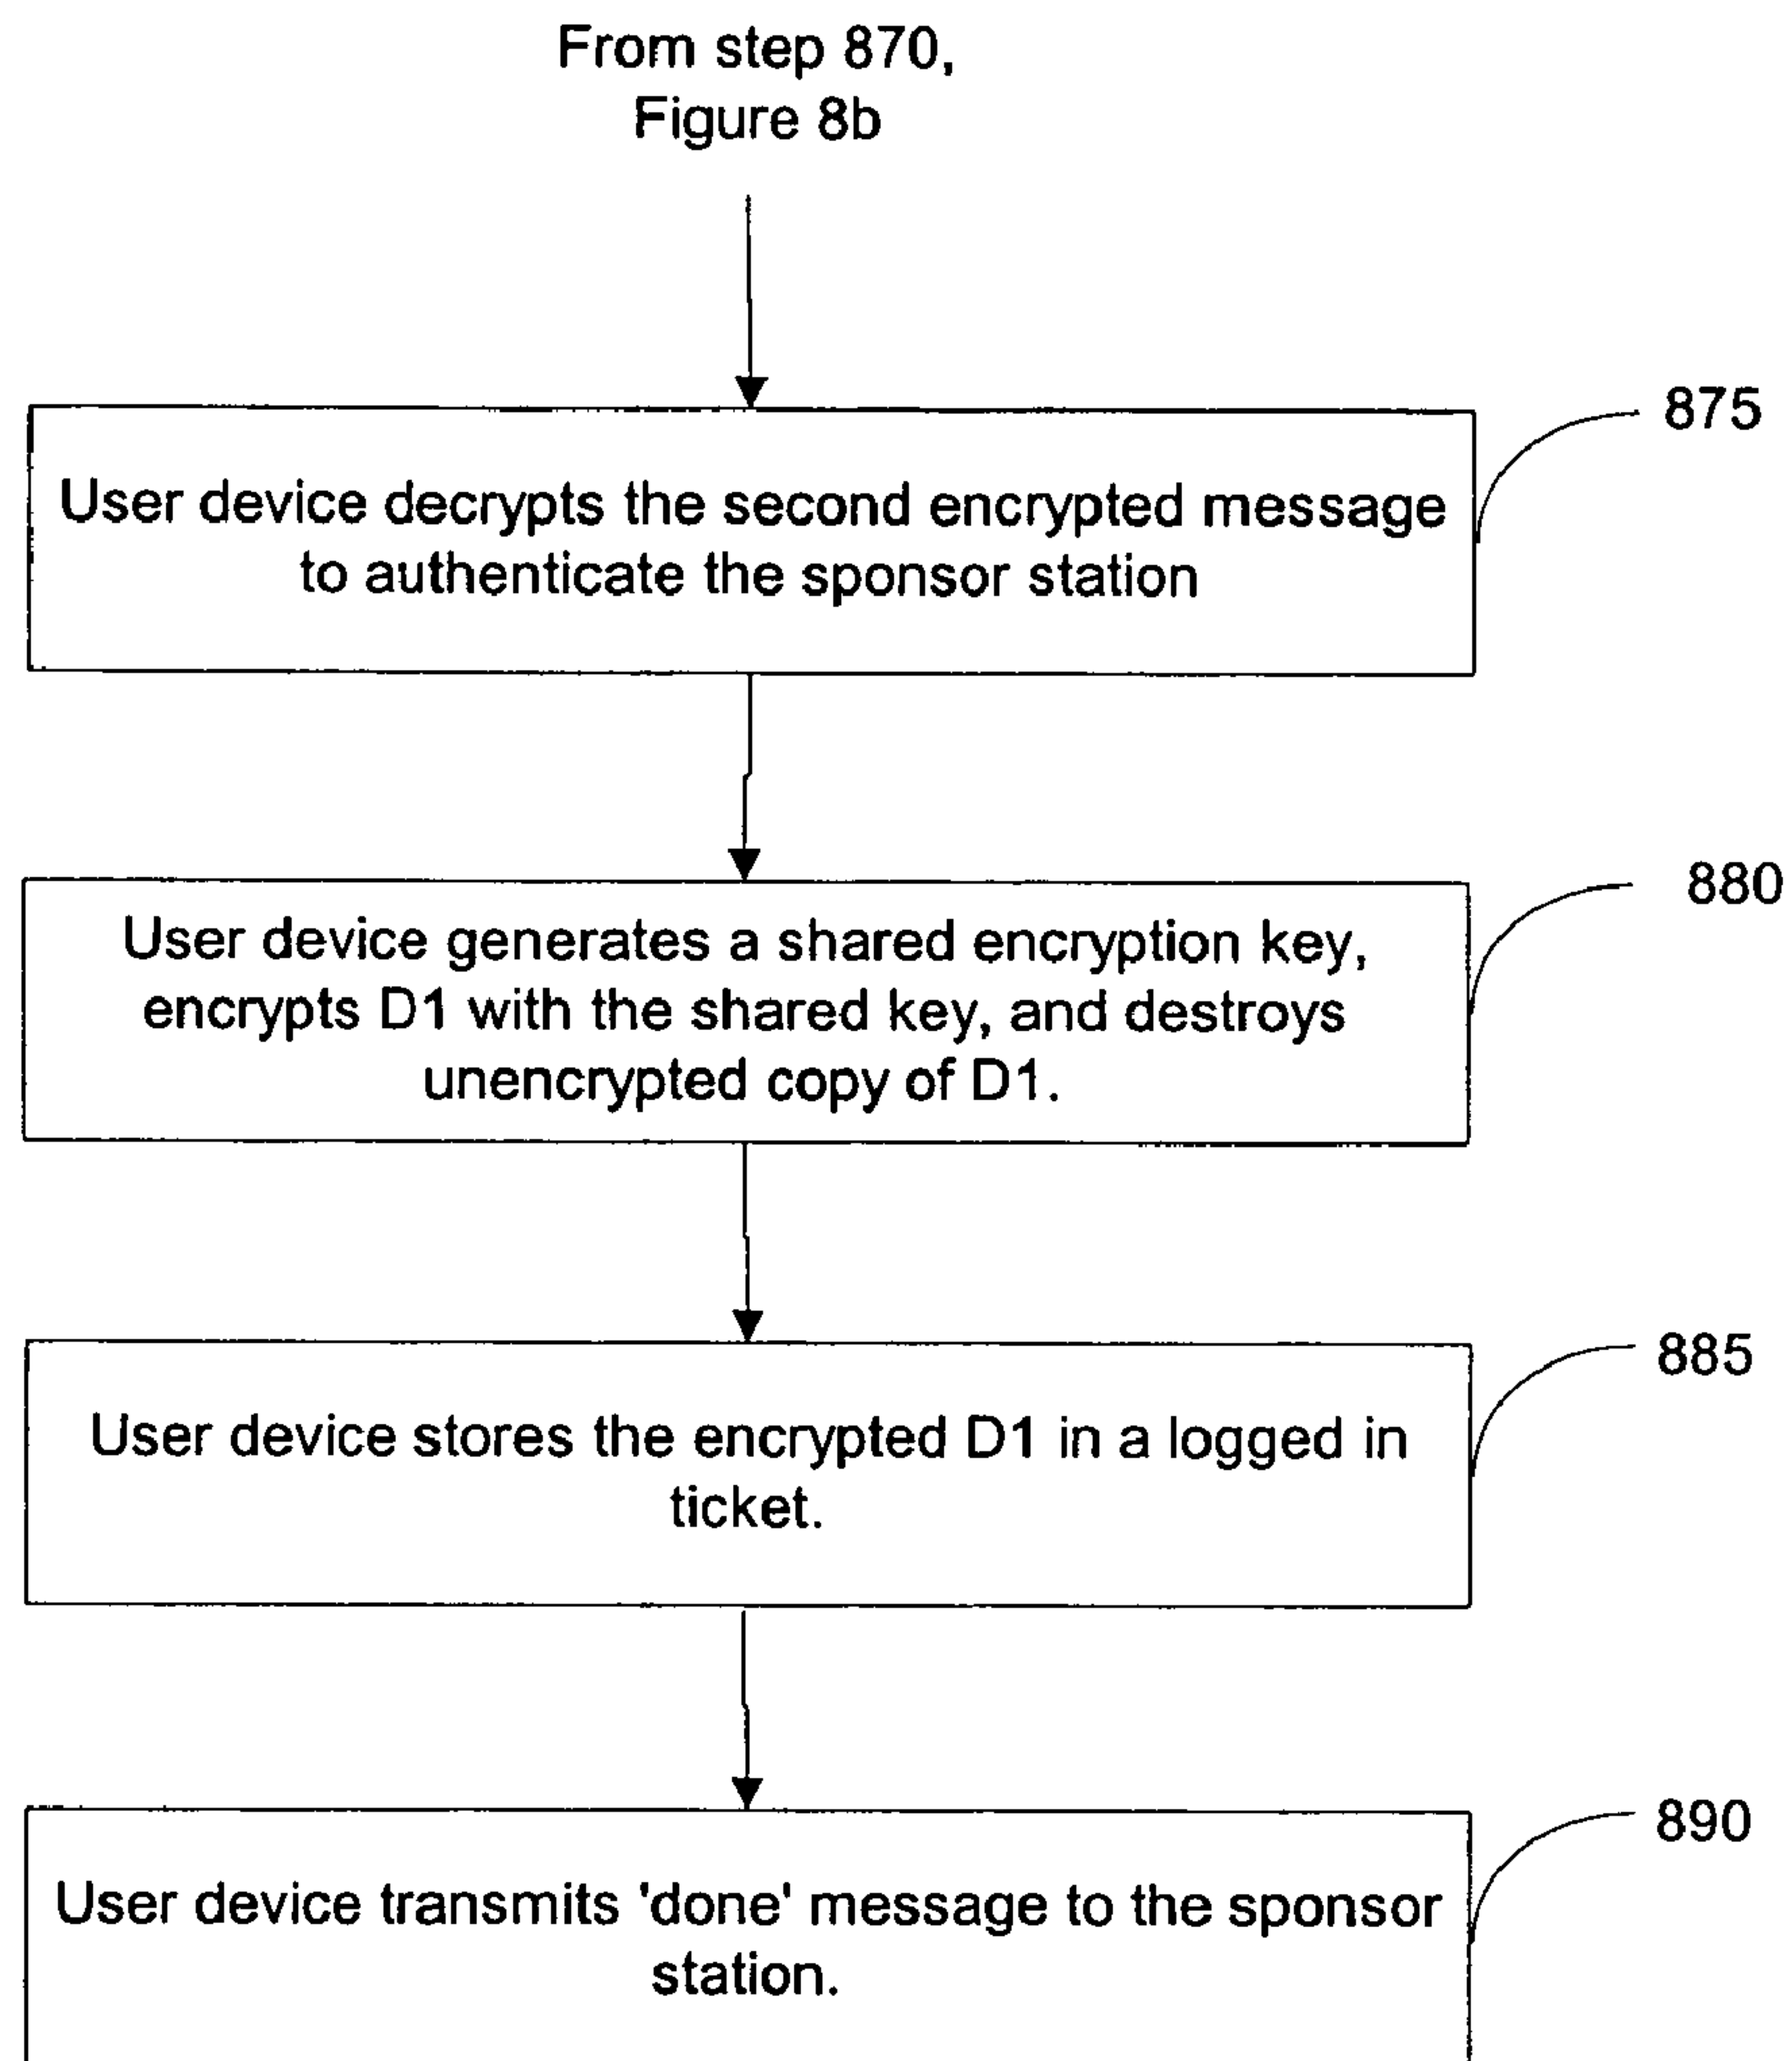 From step 870,
Figure 8b
875
User device decrypts the second encrypted message
to authenticate the sponsor station
880
User device generates a shared encryption key,
encrypts D1 with the shared key, and destroys
unencrypted copy of D1.
885
User device stores the encrypted D1 in a logged in
ticket.
890
User device transmits 'done' message to the sponsor
station.